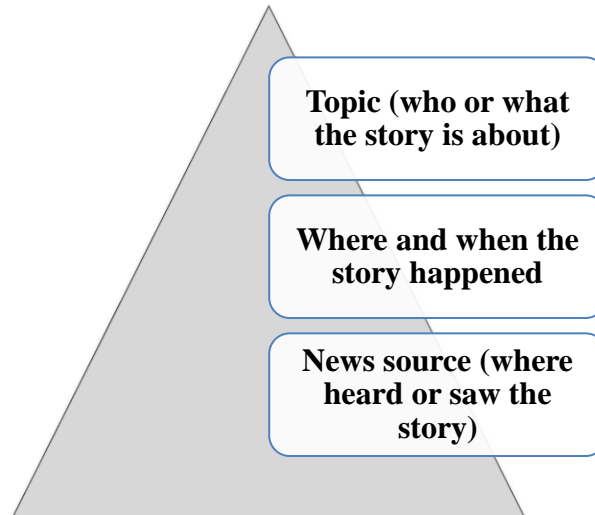 Topic (who or what
the story is about)
Where and when the
story happened
News source (where
heard or saw the
story)